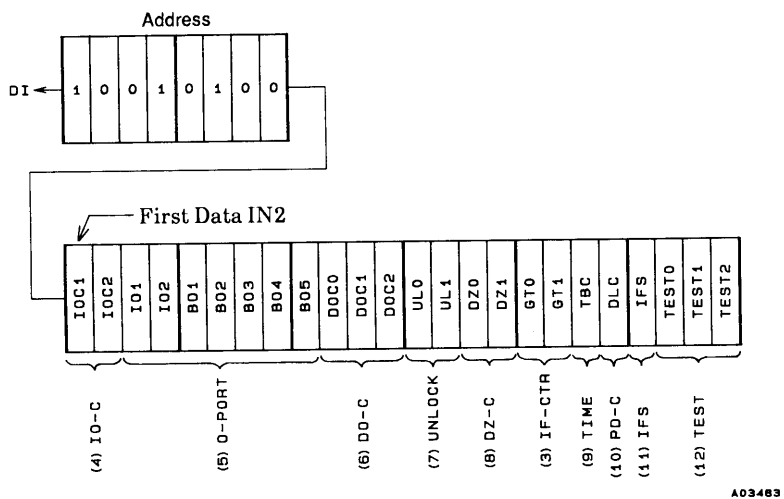 Address
DI 1 0 0 1 0 1 0 0
First Data IN2
IOC1 IOC2 IO1 IO2 BO1 BO2 BO3 BO4 BO5 DOC0 DOC1 DOC2 UL0 UL1 DZ0 DZ1 GT0 GT1 TBC DLC IFS TEST0 TEST1 TEST2
(4) IO-C (5) O-PORT (6) DO-C (7) UNLOCK (8) DZ-C (3) IF-CTR (9) TIME (10) PD-C (11) IFS (12) TEST
A03483